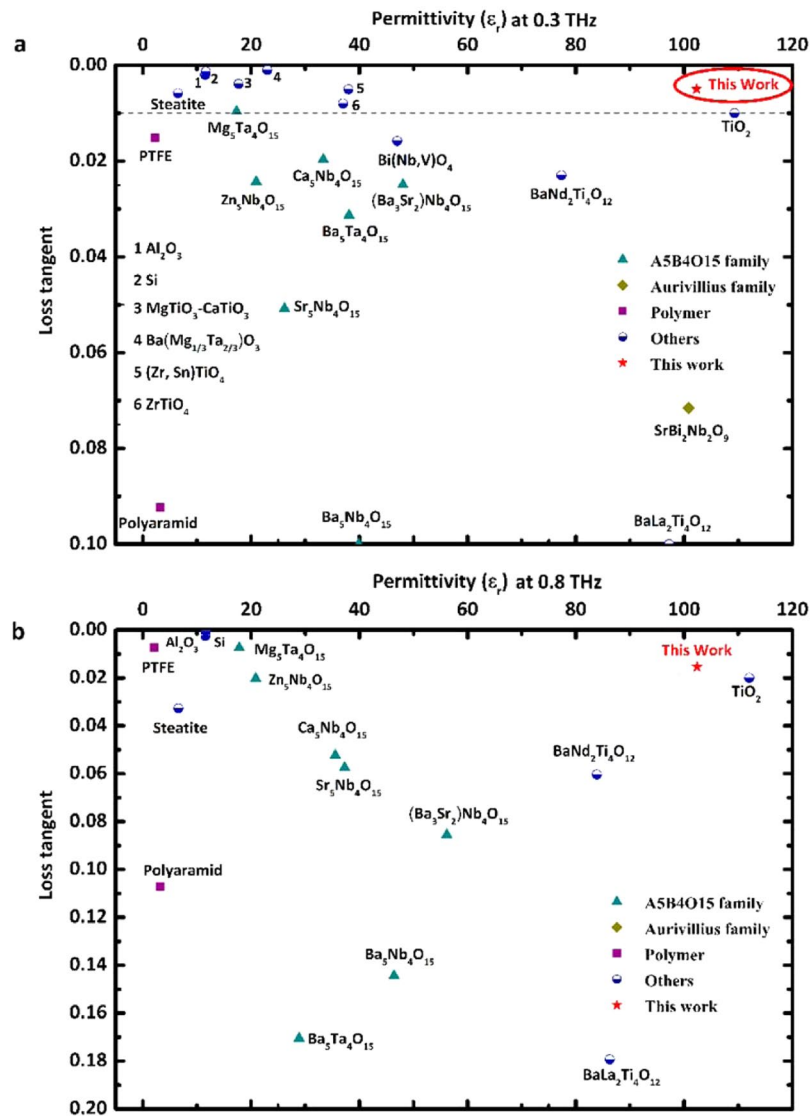 Permittivity (εᵣ) at 0.3 THz
a
0 20 40 60 80 100 120
0.00
0.02
0.04
0.06
0.08
0.10
Loss tangent
1 2 3 4 5 6
This Work
Steatite
Mg₅Ta₄O₁₅
TiO₂
PTFE
Bi(Nb,V)O₄
Ca₅Nb₄O₁₅
Zn₅Nb₄O₁₅
(Ba₃Sr₂)Nb₄O₁₅
BaNd₂Ti₄O₁₂
Ba₅Ta₄O₁₅
1 Al₂O₃
2 Si
3 MgTiO₃-CaTiO₃
4 Ba(Mg₁/₃Ta₂/₃)O₃
5 (Zr, Sn)TiO₄
6 ZrTiO₄
Sr₅Nb₄O₁₅
A5B4O15 family
Aurivillius family
Polymer
Others
This work
SrBi₂Nb₂O₉
Polyaramid
Ba₅Nb₄O₁₅
BaLa₂Ti₄O₁₂
Permittivity (εᵣ) at 0.8 THz
b
0 20 40 60 80 100 120
0.00
0.02
0.04
0.06
0.08
0.10
0.12
0.14
0.16
0.18
0.20
Loss tangent
Al₂O₃ Si
PTFE
Mg₅Ta₄O₁₅
This Work
Zn₅Nb₄O₁₅
TiO₂
Steatite
Ca₅Nb₄O₁₅
BaNd₂Ti₄O₁₂
Sr₅Nb₄O₁₅
(Ba₃Sr₂)Nb₄O₁₅
Polyaramid
A5B4O15 family
Aurivillius family
Polymer
Others
This work
Ba₅Nb₄O₁₅
Ba₅Ta₄O₁₅
BaLa₂Ti₄O₁₂